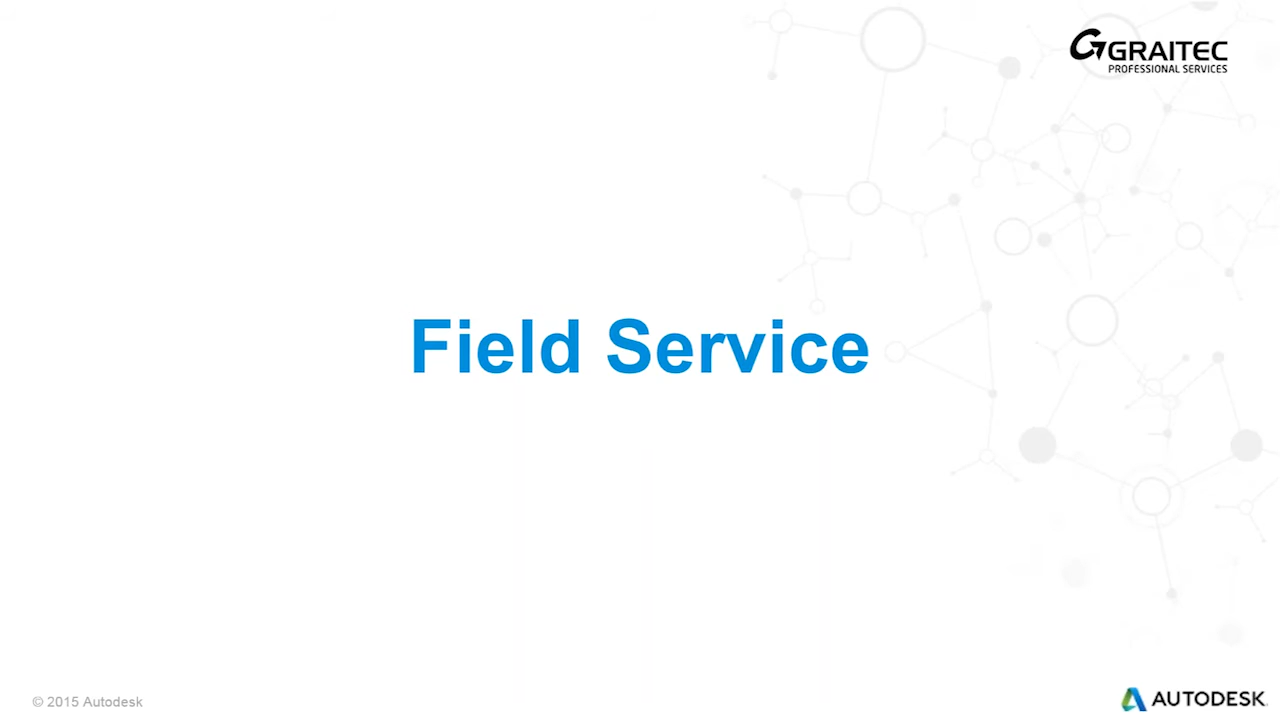 GRAITEC
PROFESSIONAL SERVICES
Field Service
© 2015 Autodesk
AUTODESK.